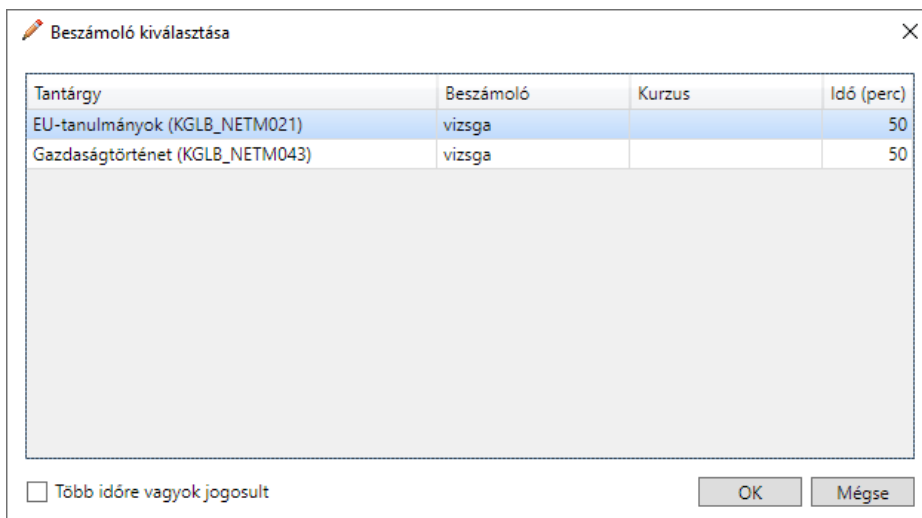 Beszámoló kiválasztása
Tantárgy Beszámoló Kurzus Idő (perc)
EU-tanulmányok (KGLB_NETM021) vizsga 50
Gazdaságtörténet (KGLB_NETM043) vizsga 50
Több időre vagyok jogosult OK Mégse